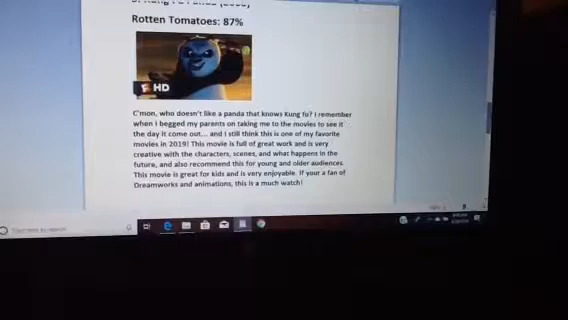 Rotten Tomatoes: 87%
HD
C'mon, who doesn't like a panda that knows Kung fu? I remember
when I begged my parents on taking me to the movies to see it
the day it come out... and I still think this is one of my favorite
movies in 2019! This movie is full of great work and is very
creative with the characters, scenes, and what happens in the
future, and also recommend this for young and older audiences.
This movie is great for kids and is very enjoyable. If your a fan of
Dreamworks and animations, this is a much watch!